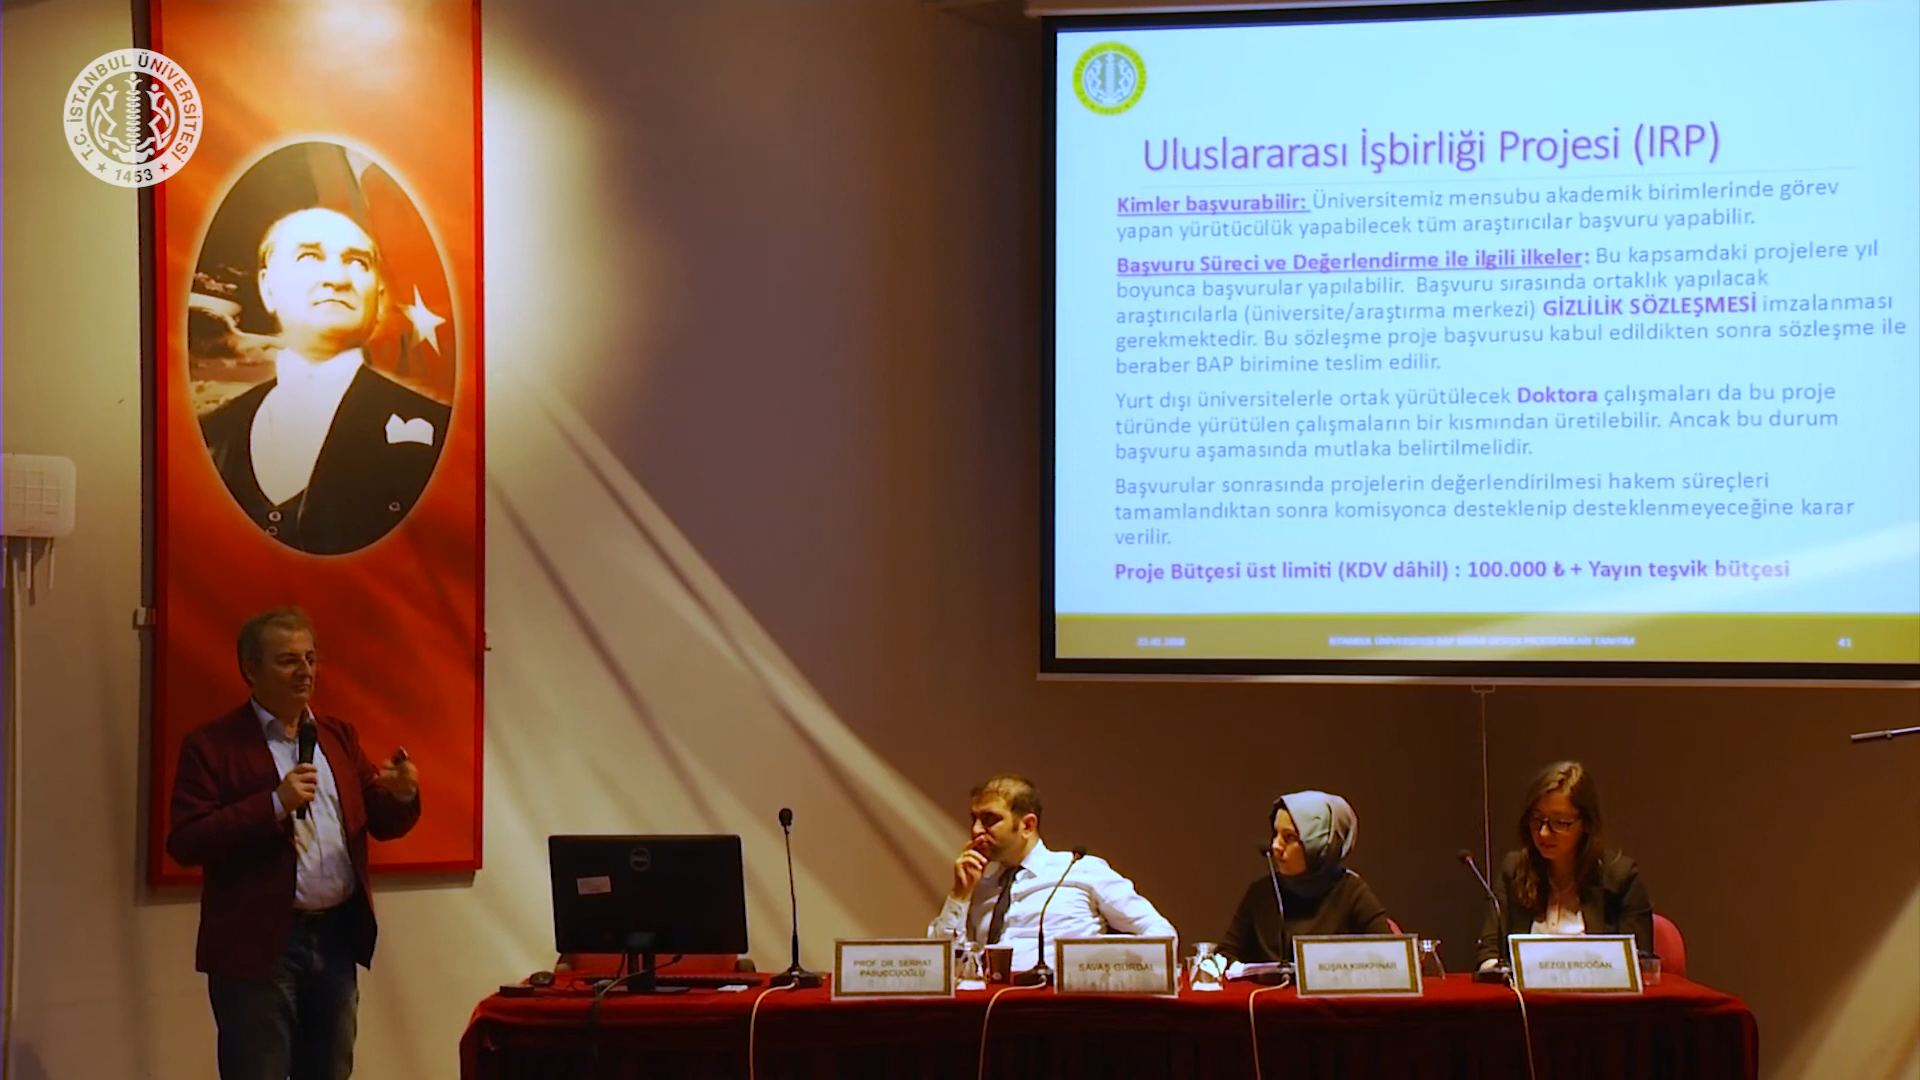 T.C. İSTANBUL ÜNİVERSİTESİ
1453
Uluslararası İşbirliği Projesi (IRP)
Kimler başvurabilir: Üniversitemiz mensubu akademik birimlerinde görev
yapan yürütücülük yapabilecek tüm araştırıcılar başvuru yapabilir.
Başvuru Süreci ve Değerlendirme ile ilgili ilkeler: Bu kapsamdaki projelere yıl
boyunca başvurular yapılabilir. Başvuru sırasında ortaklık yapılacak
araştırıcılarla (üniversite/araştırma merkezi) GİZLİLİK SÖZLEŞMESİ imzalanması
gerekmektedir. Bu sözleşme proje başvurusu kabul edildikten sonra sözleşme ile
beraber BAP birimine teslim edilir.
Yurt dışı üniversitelerle ortak yürütülecek Doktora çalışmaları da bu proje
türünde yürütülen çalışmaların bir kısmından üretilebilir. Ancak bu durum
başvuru aşamasında mutlaka belirtilmelidir.
Başvurular sonrasında projelerin değerlendirilmesi hakem süreçleri
tamamlandıktan sonra komisyonca desteklenip desteklenmeyeceğine karar
verilir.
Proje Bütçesi üst limiti (KDV dâhil) : 100.000 ₺ + Yayın teşvik bütçesi
41
DELL
PROF. DR. SERHAT
PABUCCUOĞLU
SAVAŞ GÜRDAL
BÜŞRA KIRKPINAR
SEZGİ ERDOĞAN